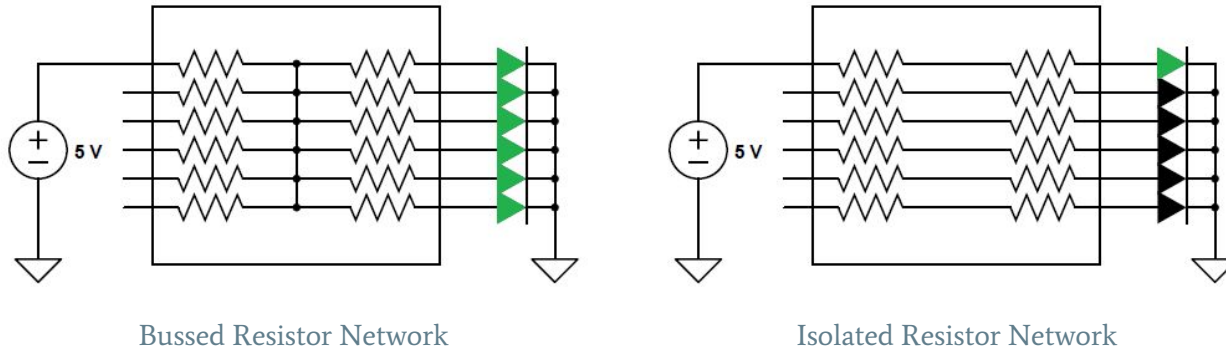 5 V
5 V
Bussed Resistor Network
Isolated Resistor Network